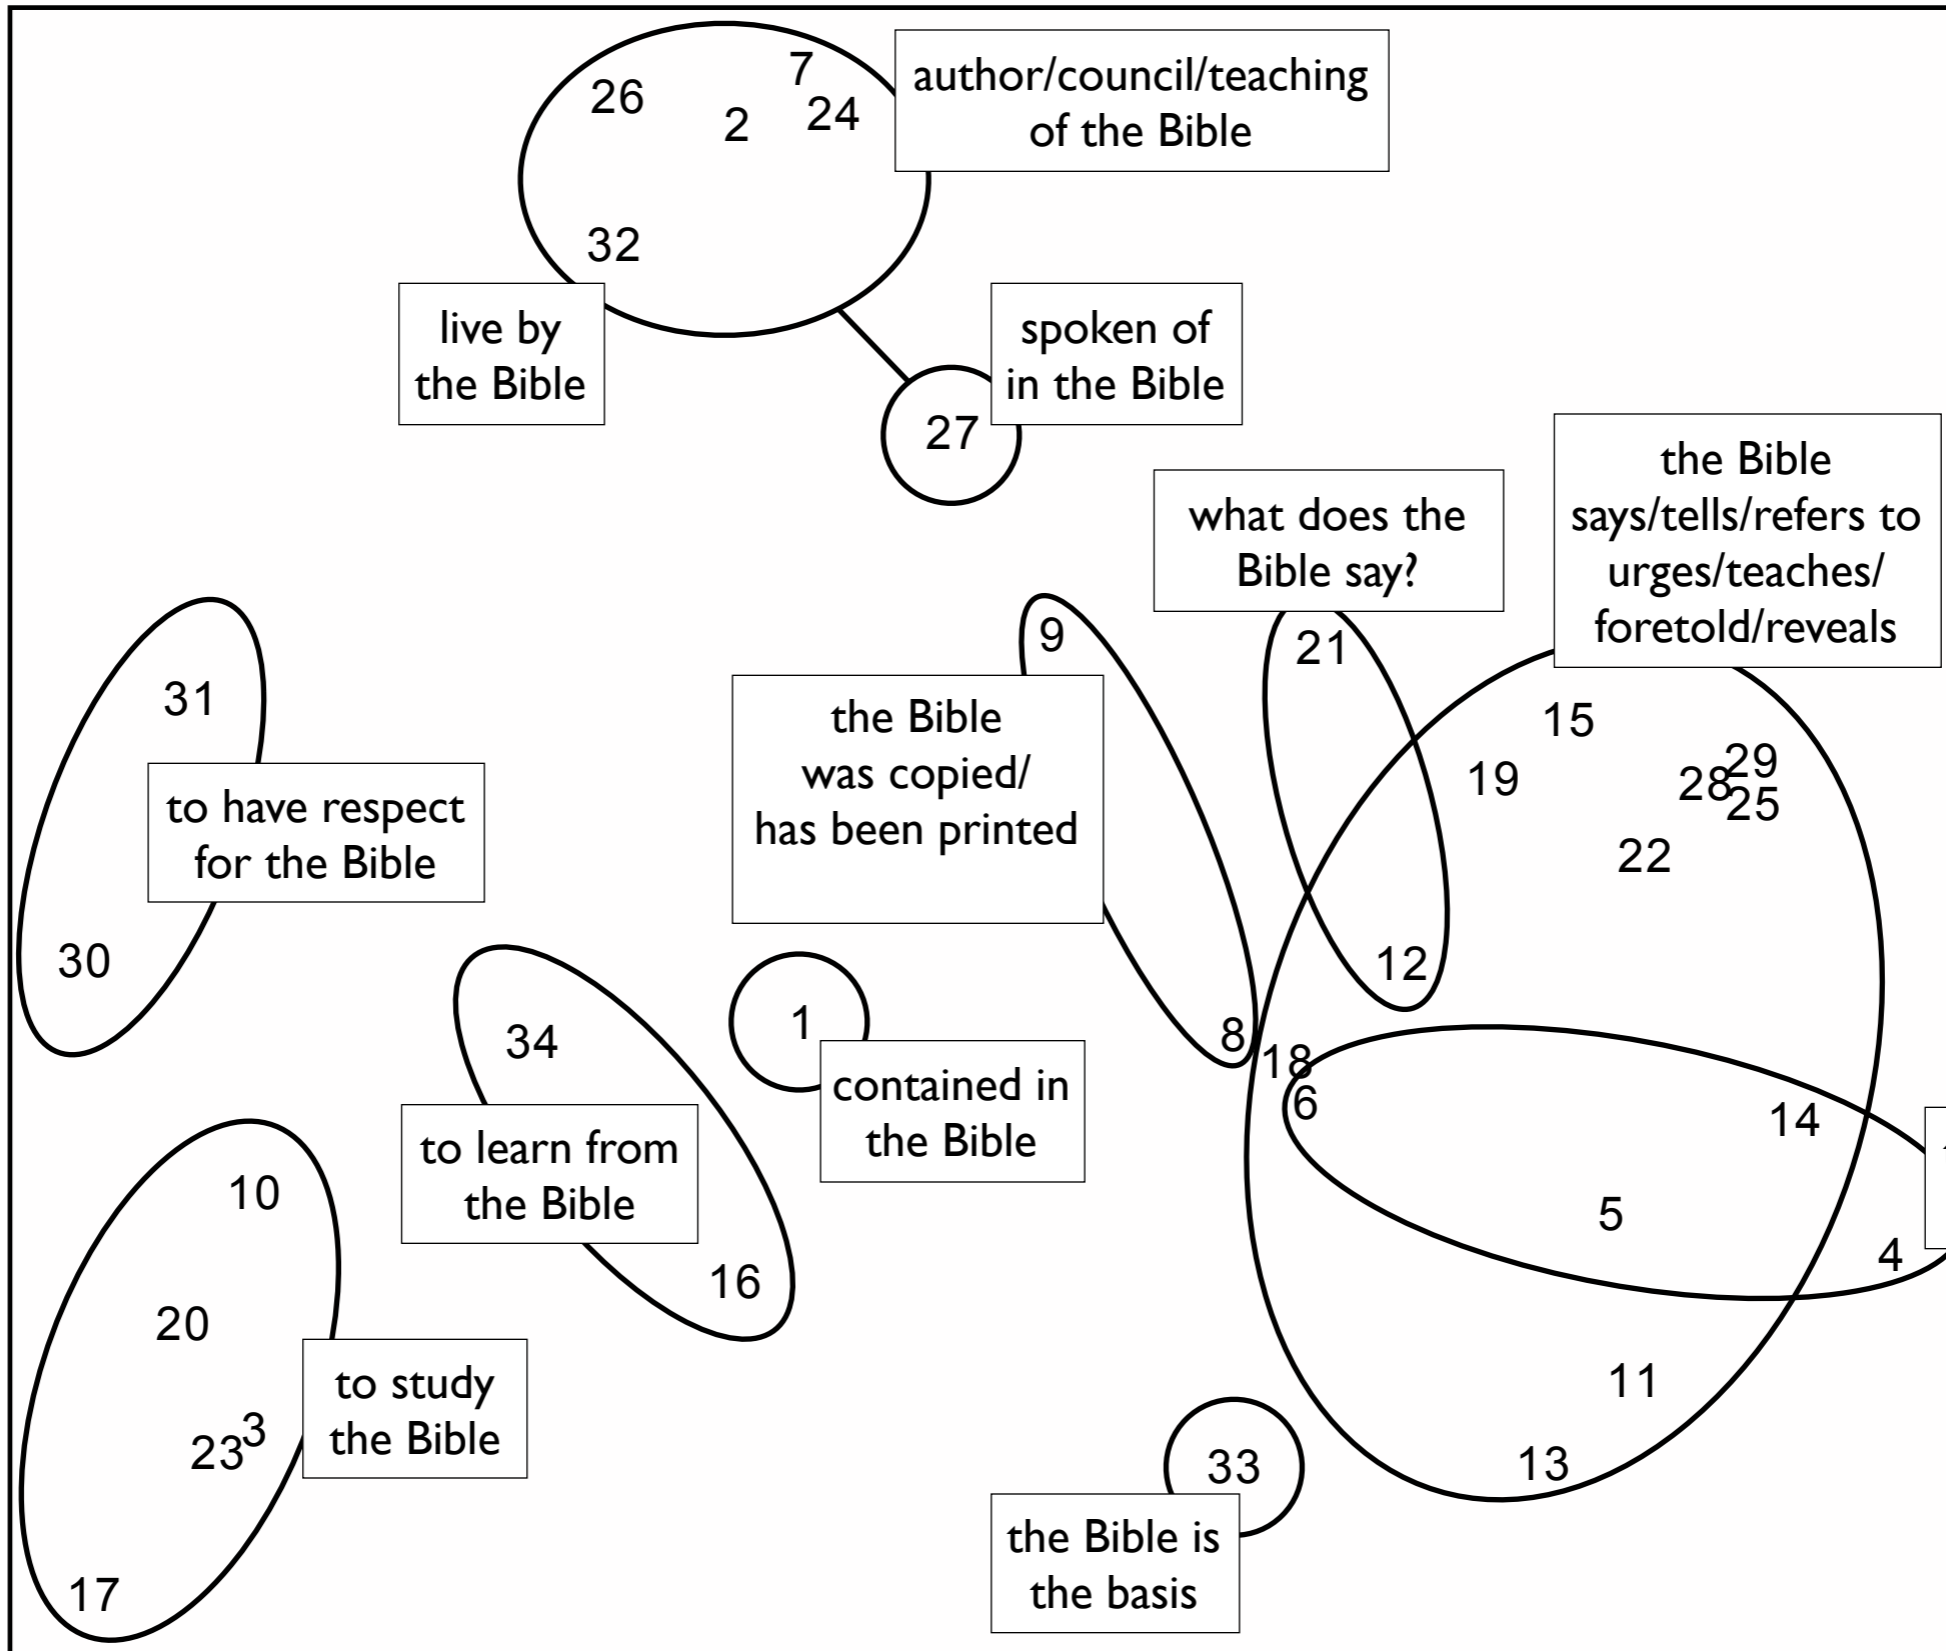 7
26
2
24
author/council/teaching
of the Bible
32
live by
the Bible
spoken of
in the Bible
27
what does the
Bible say?
the Bible
says/tells/refers to
urges/teaches/
foretold/reveals
9
21
31
15
the Bible
was copied/
has been printed
19
29
28
25
to have respect
for the Bible
22
30
12
34
1
8
18
contained in
the Bible
6
14
to learn from
the Bible
10
5
4
16
20
to study
the Bible
11
3
23
33
13
the Bible is
the basis
17